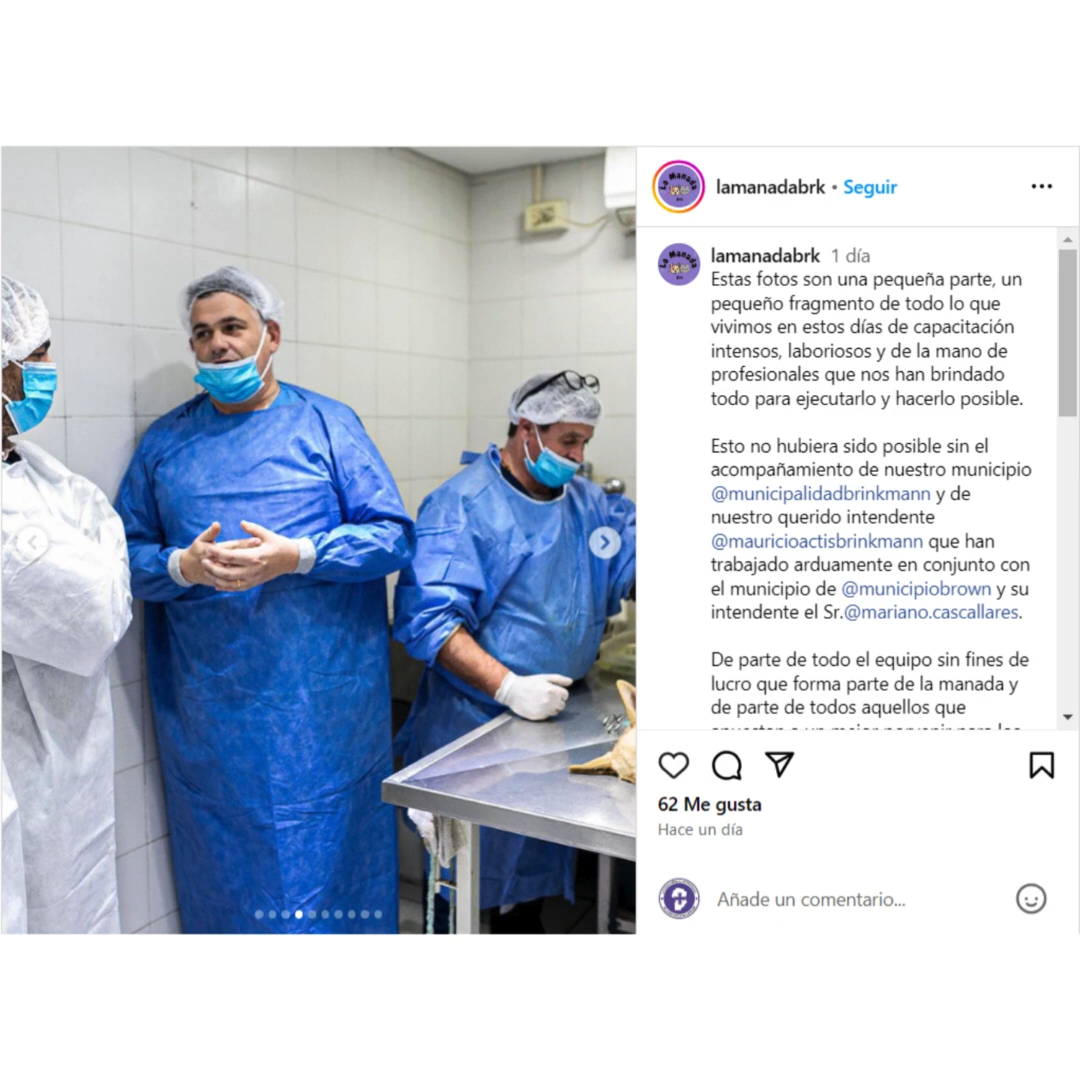 lamanadabrk • Seguir
lamanadabrk 1 día
Estas fotos son una pequeña parte, un
pequeño fragmento de todo lo que
vivimos en estos días de capacitación
intensos, laboriosos y de la mano de
profesionales que nos han brindado
todo para ejecutarlo y hacerlo posible.
Esto no hubiera sido posible sin el
acompañamiento de nuestro municipio
@municipalidadbrinkmann y de
nuestro querido intendente
@mauricioactisbrinkmann que han
trabajado arduamente en conjunto con
el municipio de @municipiobrown y su
intendente el Sr.@mariano.cascallares.
De parte de todo el equipo sin fines de
lucro que forma parte de la manada y
de parte de todos aquellos que
62 Me gusta
Hace un día
Añade un comentario...
La Manada
La Manada